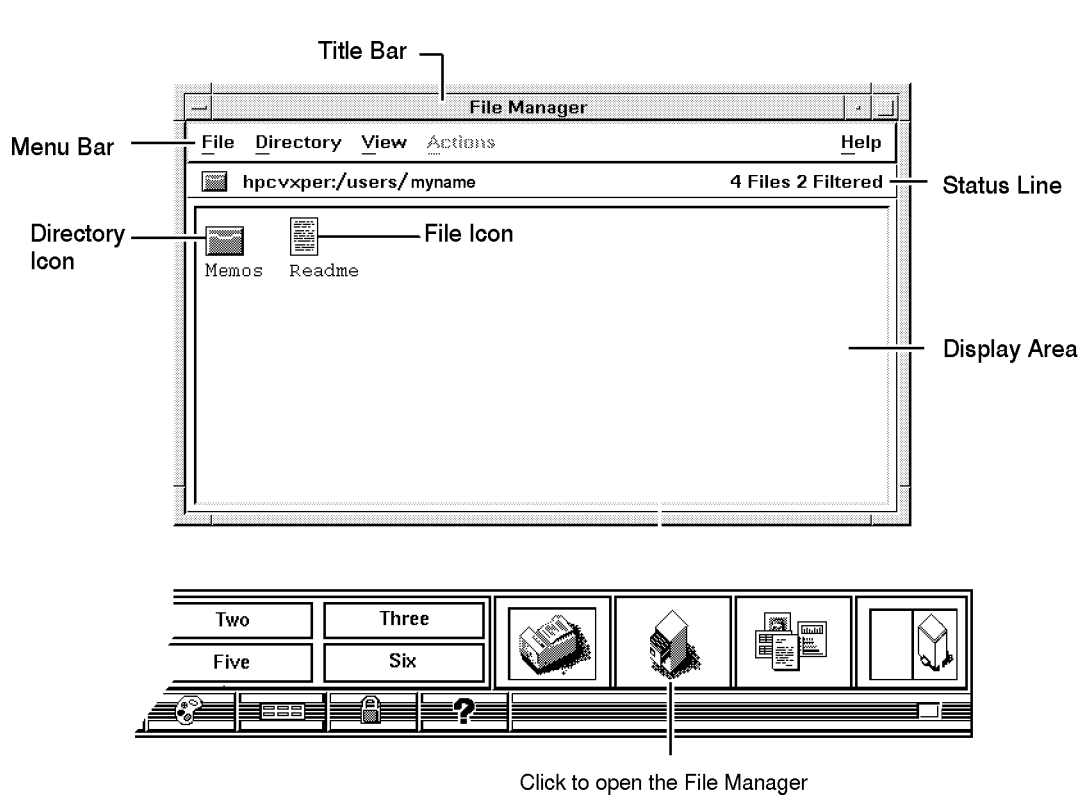 Title Bar
File Manager
Menu Bar
File Directory View Actions Help
hpcvxper:/users/myname 4 Files 2 Filtered
Status Line
Directory
Icon
File Icon
Memos Readme
Display Area
Two Three
Five Six
?
Click to open the File Manager